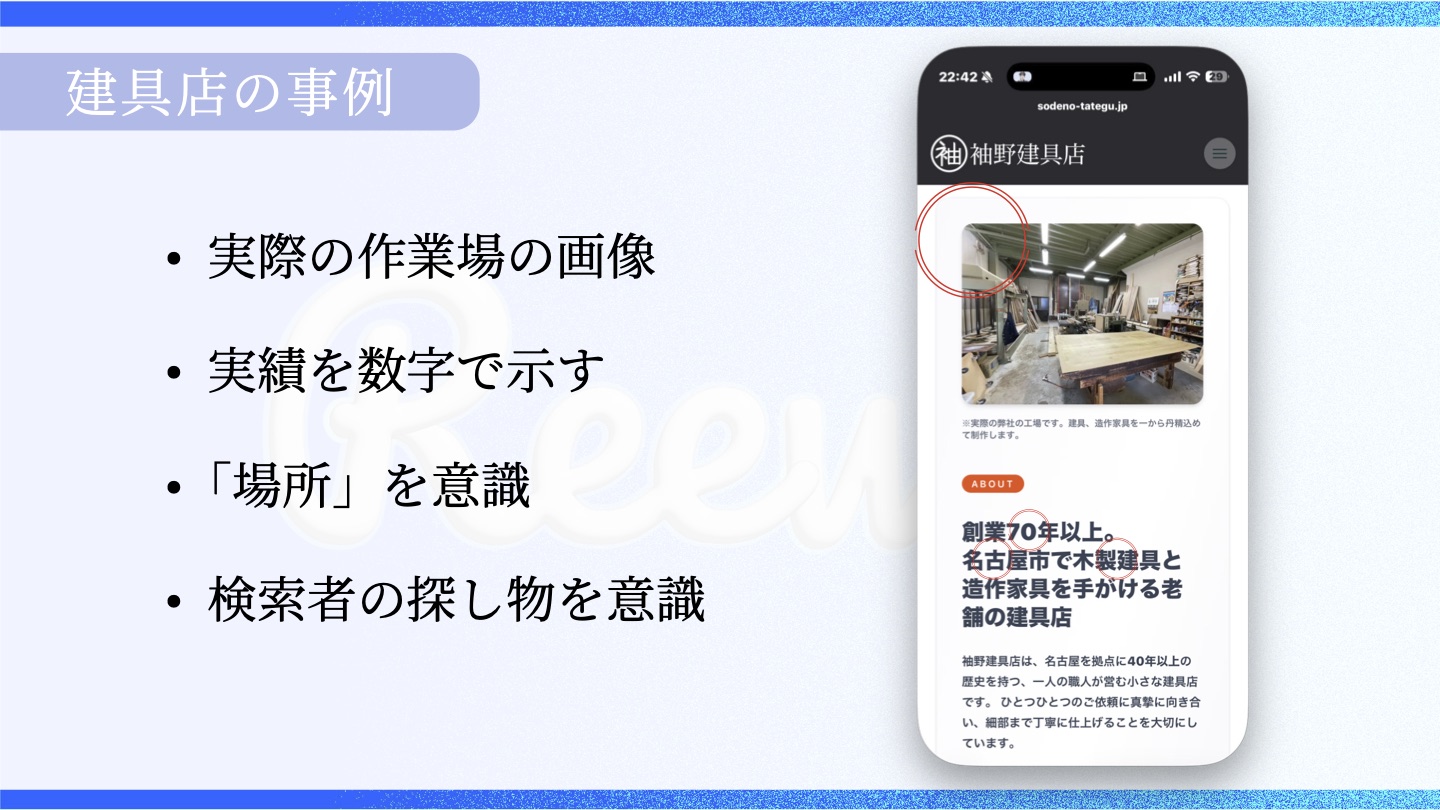 建具店の事例
• 実際の作業場の画像
• 実績を数字で示す
• 「場所」を意識
• 検索者の探し物を意識
Reew
22:42
29
sodeno-tategu.jp
袖 袖野建具店
※実際の弊社の工場です。建具、造作家具を一から丹精込め
て制作します。
ABOUT
創業70年以上。
名古屋市で木製建具と
造作家具を手がける老
舗の建具店
袖野建具店は、名古屋を拠点に40年以上の
歴史を持つ、一人の職人が営む小さな建具店
です。 ひとつひとつのご依頼に真摯に向き合
い、細部まで丁寧に仕上げることを大切にし
ています。